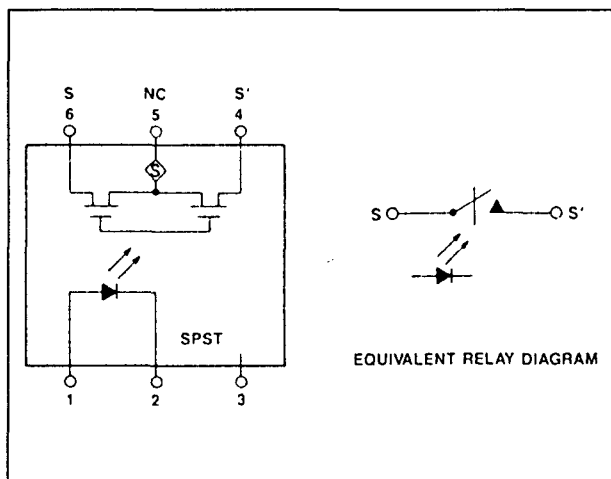 S NC S'
6 5 4
S
S S'
SPST
EQUIVALENT RELAY DIAGRAM
1 2 3